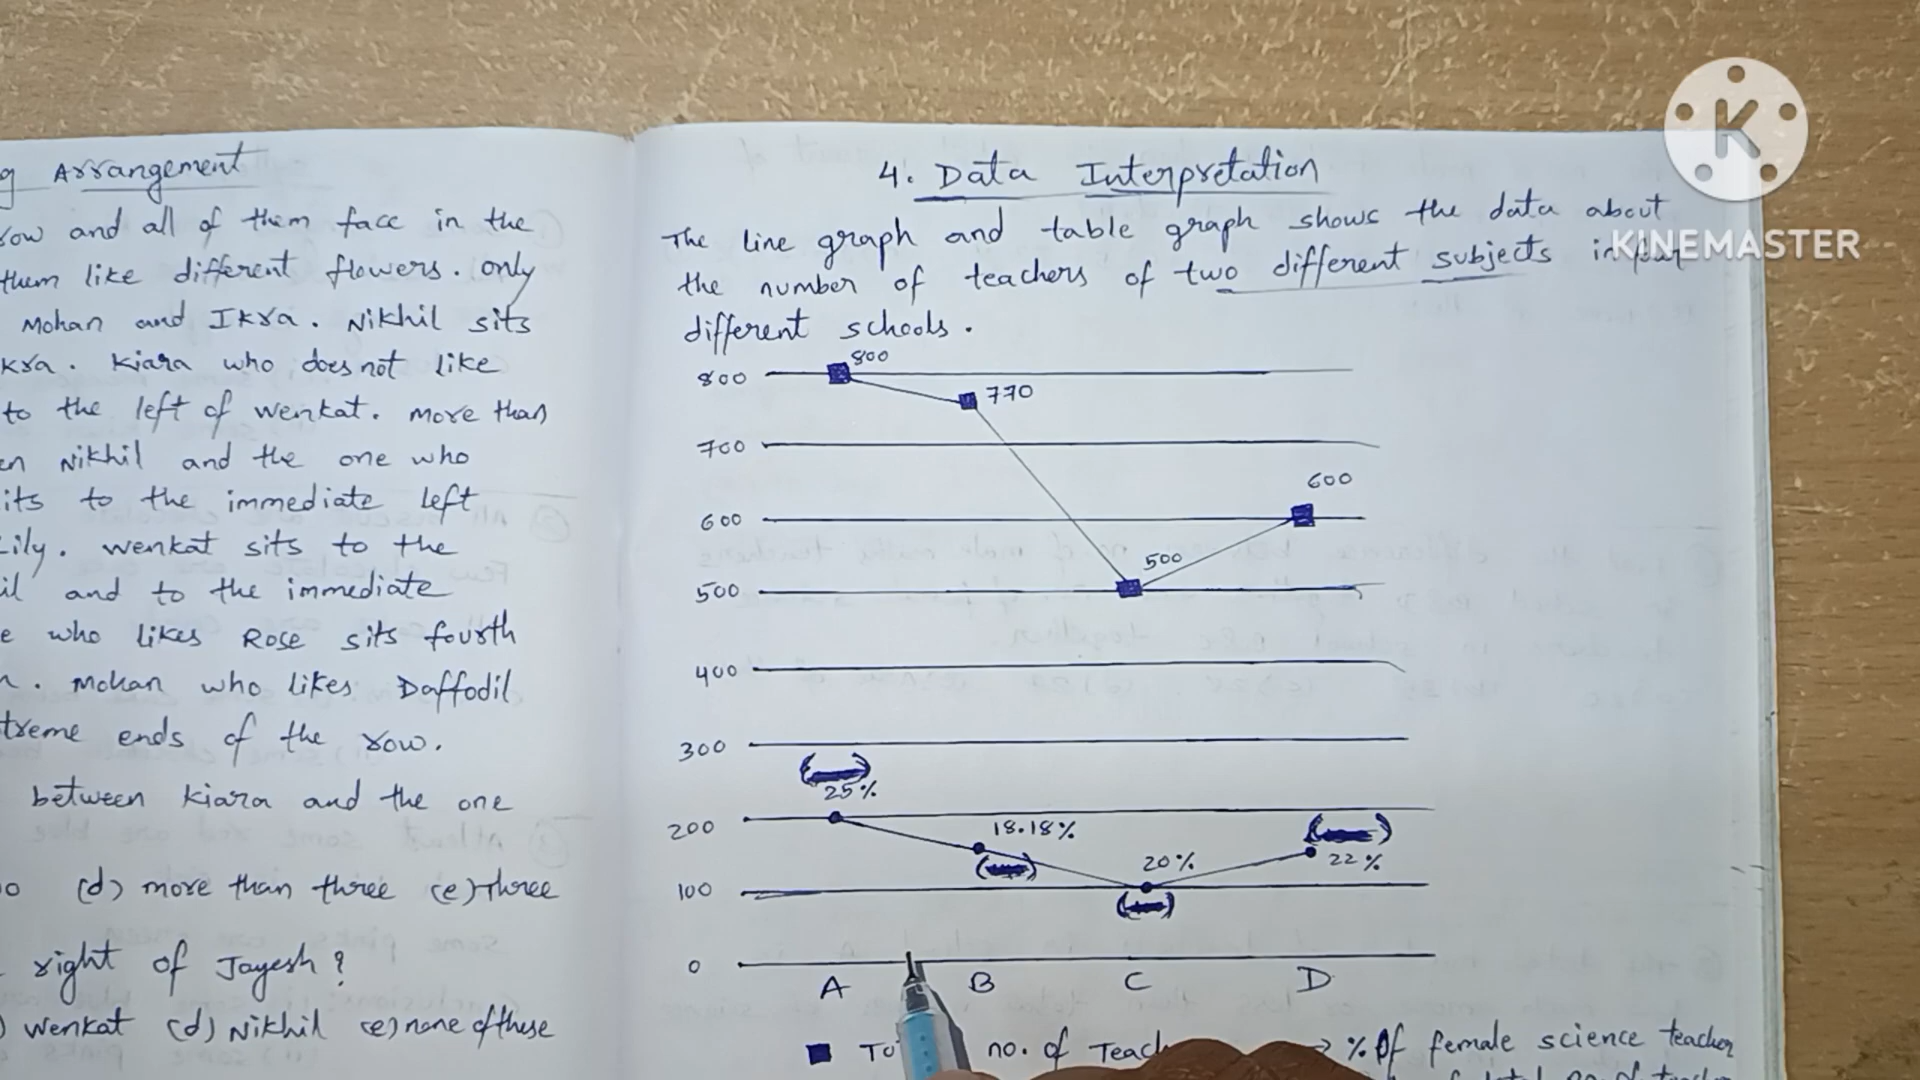 g Arrangement
row and all of them face in the
them like different flowers. only
Mohan and Ikra. Nikhil sits
kra. Kiara who does not like
to the left of wenkat. More than
en Nikhil and the one who
its to the immediate left
Lily. wenkat sits to the
il and to the immediate
e who likes Rose sits fourth
n. Mohan who likes Daffodil
treme ends of the row.
between kiara and the one
o (d) more than three (e) Three
right of Jayesh?
) wenkat (d) Nikhil (e) none of these
4. Data Interpretation
The line graph and table graph shows the data about
the number of teachers of two different subjects in four
different schools.
800
800
770
700
600
600
500
500
400
300
25%
200
18.18%
20%
22%
100
0
A B C D
no. of Teach % of female science teacher
K
KINEMASTER